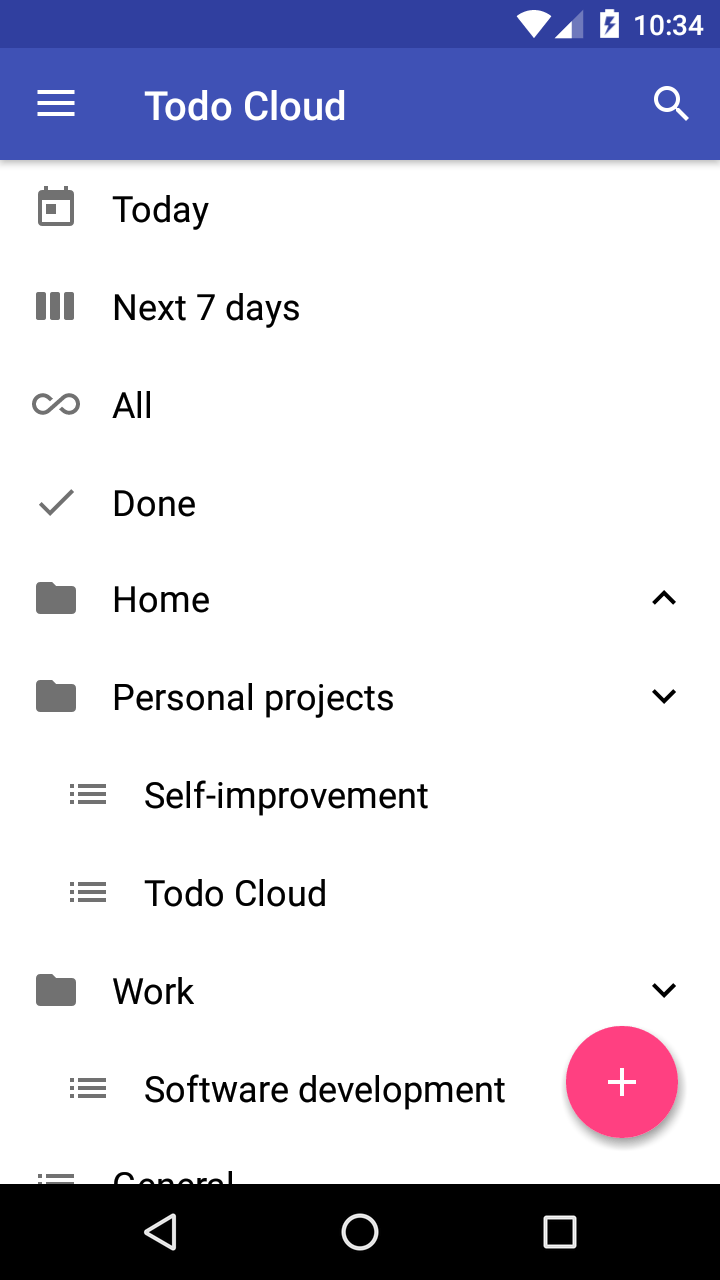 10:34
Todo Cloud
Today
Next 7 days
All
Done
Home
Personal projects
Self-improvement
Todo Cloud
Work
Software development
General